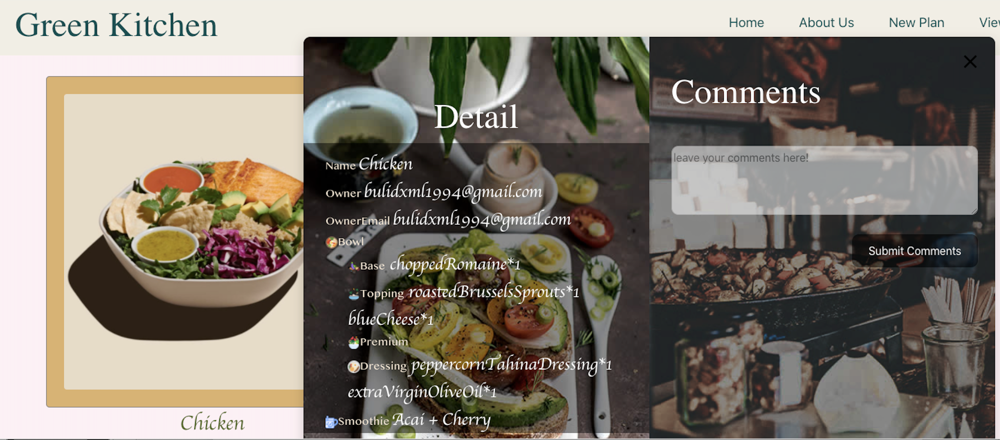 Green Kitchen
Home About Us New Plan
Detail
Name Chicken
Owner bulidxml1994@gmail.com
OwnerEmail bulidxml1994@gmail.com
Bowl
Base choppedRomaine*1
Topping roastedBrusselsSprouts*1
blueCheese*1
Premium
Dressing peppercornTahinaDressing*1
extraVirginOliveOil*1
Smoothie Acai + Cherry
Comments
leave your comments here!
Submit Comments
Chicken